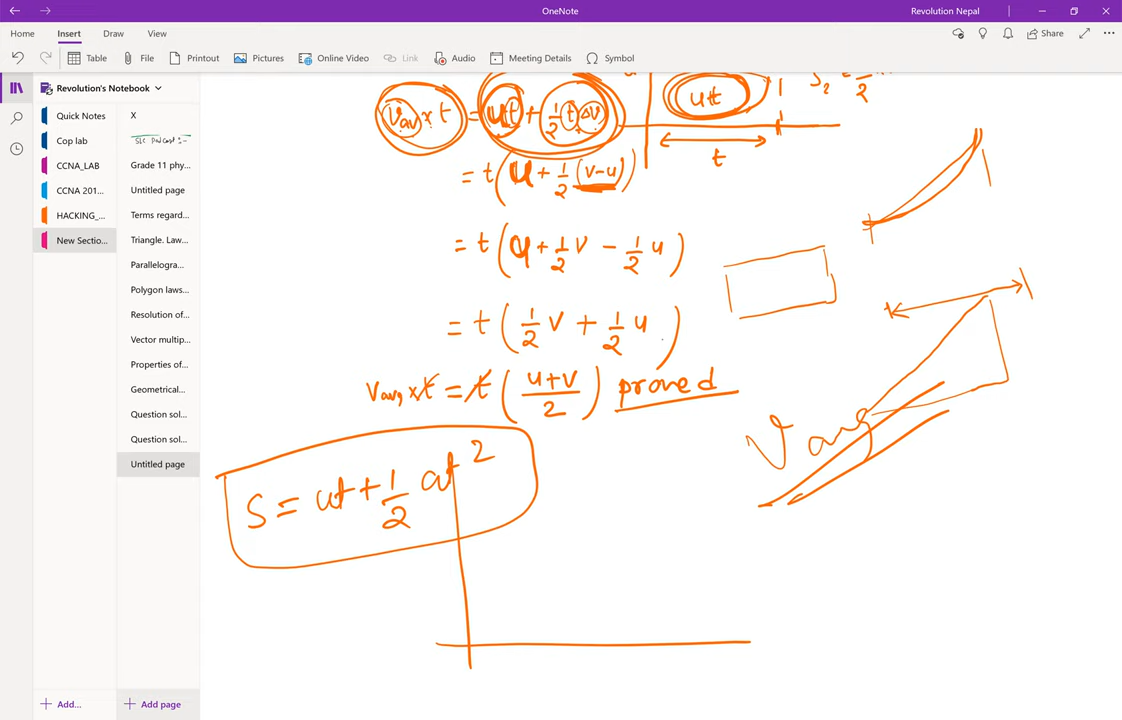 OneNote
Revolution Nepal
Home Insert Draw View
Share
Table File Printout Pictures Online Video Link Audio Meeting Details Symbol
Revolution's Notebook
Quick Notes
Cop lab
CCNA_LAB
CCNA 201...
HACKING_...
New Sectio...
X
Grade 11 phy...
Untitled page
Terms regard...
Triangle. Law...
Parallelogra...
Polygon laws...
Resolution of...
Vector multip...
Properties of...
Geometrical...
Question sol...
Question sol...
Untitled page
Add...
Add page
Vav × t = ut + 1/2 t ΔV
= t(u + 1/2 (v-u))
= t(u + 1/2 v - 1/2 u)
= t(1/2 v + 1/2 u)
Vavg × t = t(u+v/2) proved
S = ut + 1/2 at²
ut
t
Vavg